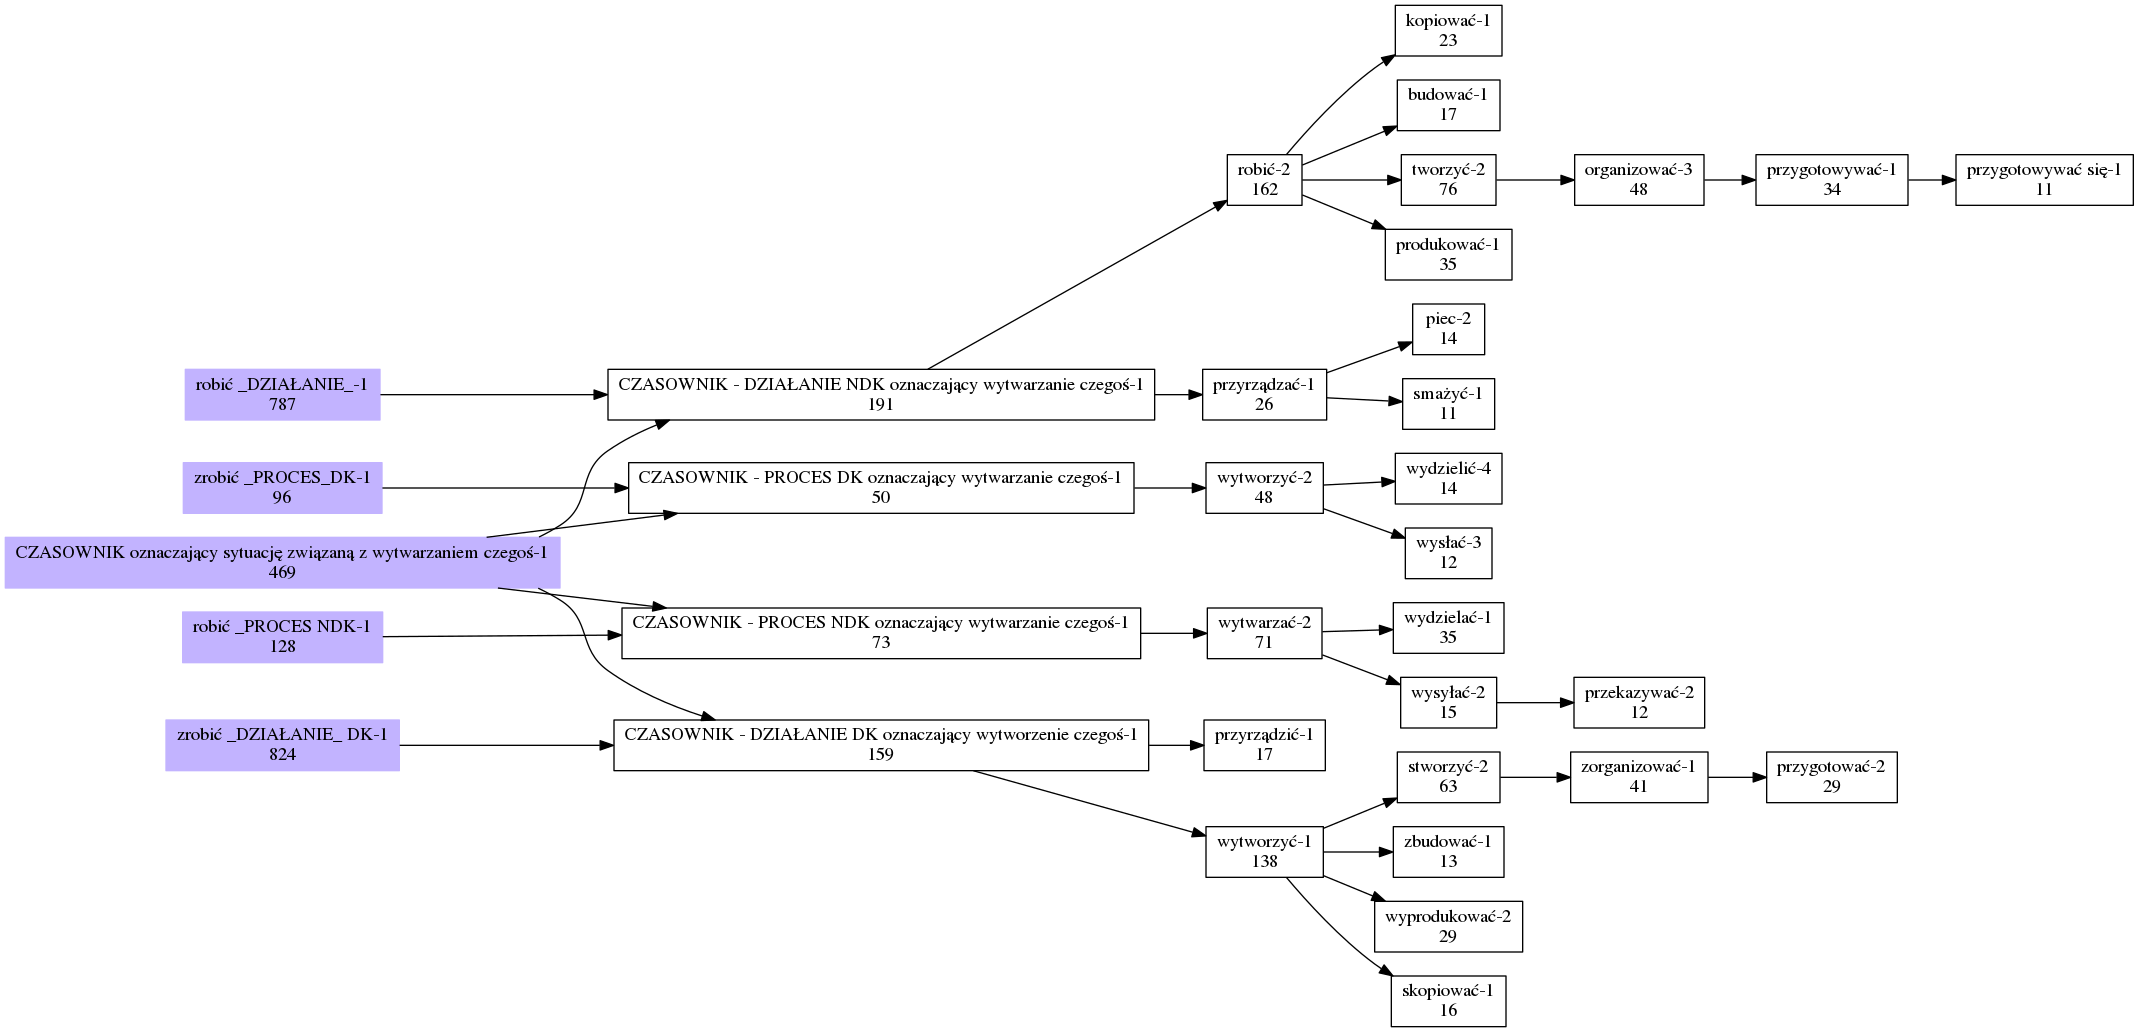 kopiować-1
23
budować-1
17
robić-2
162
tworzyć-2
76
organizować-3
48
przygotowywać-1
34
przygotowywać się-1
11
produkować-1
35
piec-2
14
robić _DZIAŁANIE_-1
787
CZASOWNIK - DZIAŁANIE NDK oznaczający wytwarzanie czegoś-1
191
przyrządzać-1
26
smażyć-1
11
zrobić _PROCES_DK-1
96
CZASOWNIK - PROCES DK oznaczający wytwarzanie czegoś-1
50
wytworzyć-2
48
wydzielić-4
14
wysłać-3
12
CZASOWNIK oznaczający sytuację związaną z wytwarzaniem czegoś-1
469
robić _PROCES NDK-1
128
CZASOWNIK - PROCES NDK oznaczający wytwarzanie czegoś-1
73
wytwarzać-2
71
wydzielać-1
35
wysyłać-2
15
przekazywać-2
12
zrobić _DZIAŁANIE_ DK-1
824
CZASOWNIK - DZIAŁANIE DK oznaczający wytworzenie czegoś-1
159
przyrządzić-1
17
stworzyć-2
63
zorganizować-1
41
przygotować-2
29
wytworzyć-1
138
zbudować-1
13
wyprodukować-2
29
skopiować-1
16